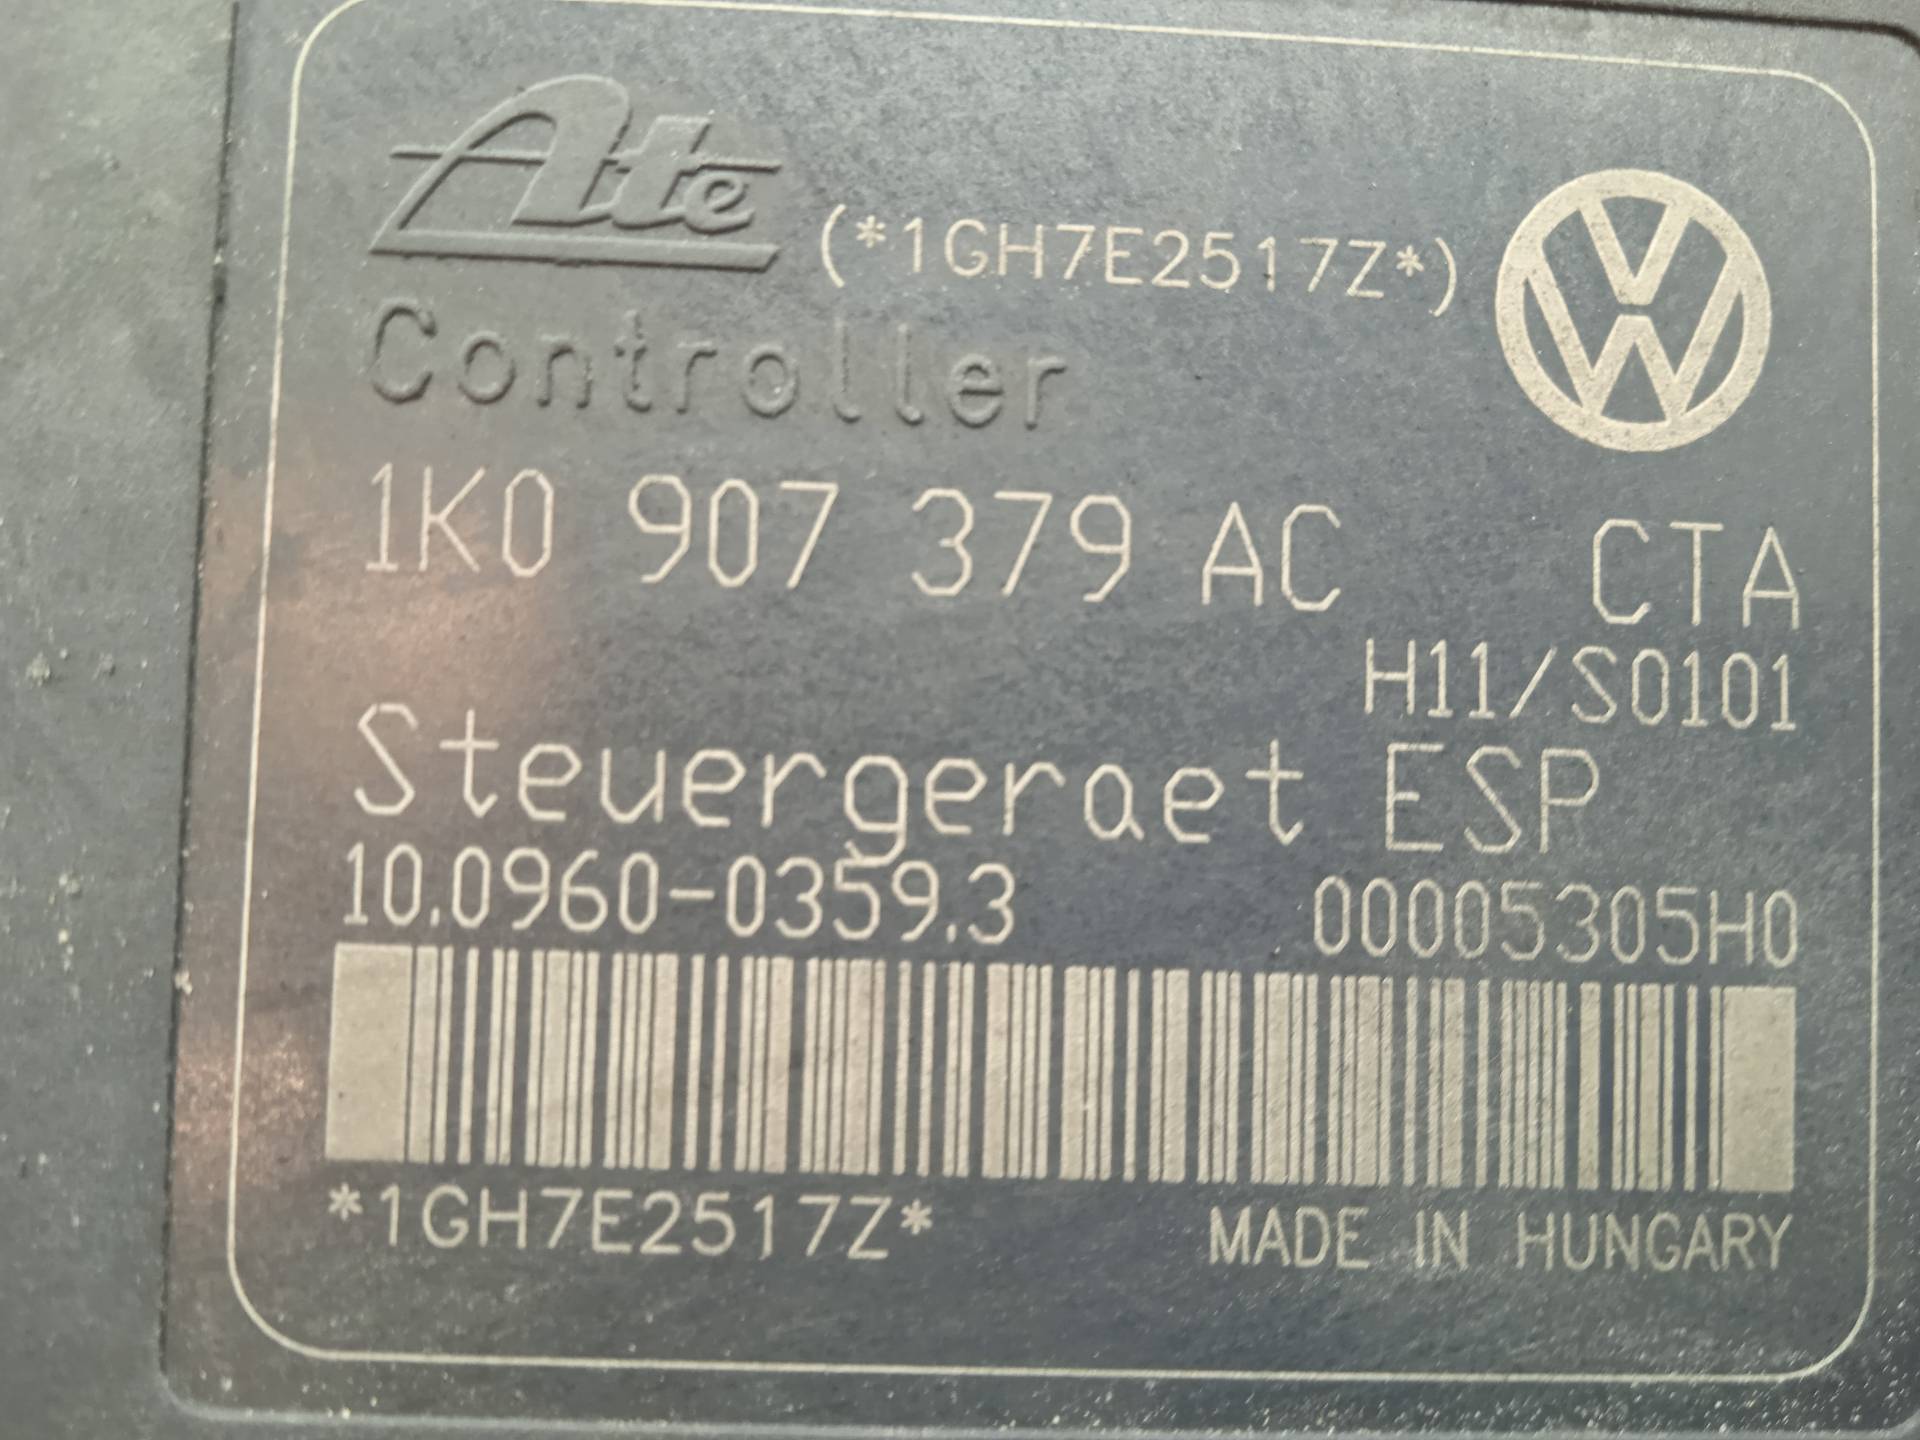 Ate (*1GH7E2517Z*) VW
Controller
1K0 907 379 AC CTA
H11/S0101
Steuergeraet ESP
10.0960-0359.3 00005305H0
*1GH7E2517Z* MADE IN HUNGARY